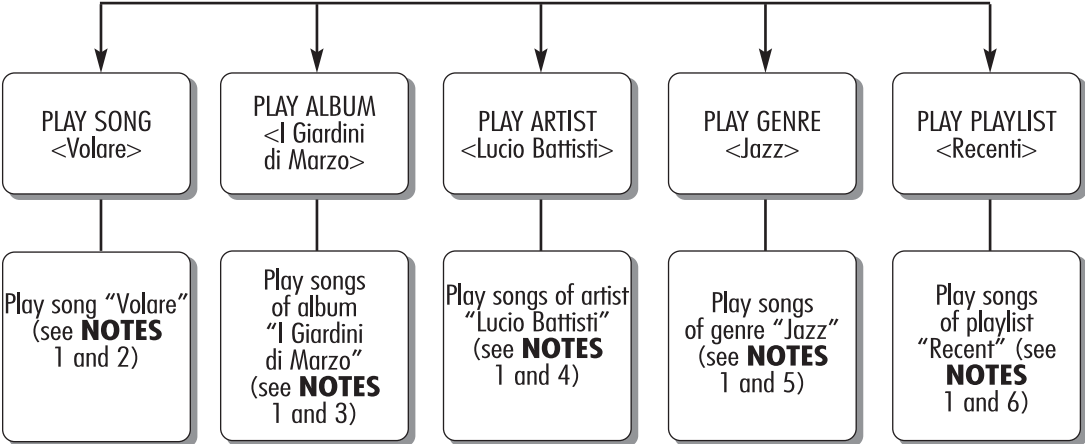 PLAY SONG
<Volare>
PLAY ALBUM
<I Giardini
di Marzo>
PLAY ARTIST
<Lucio Battisti>
PLAY GENRE
<Jazz>
PLAY PLAYLIST
<Recenti>
Play song “Volare”
(see NOTES
1 and 2)
Play songs
of album
“I Giardini
di Marzo”
(see NOTES
1 and 3)
Play songs of artist
“Lucio Battisti”
(see NOTES
1 and 4)
Play songs
of genre “Jazz”
(see NOTES
1 and 5)
Play songs
of playlist
“Recent” (see
NOTES
1 and 6)